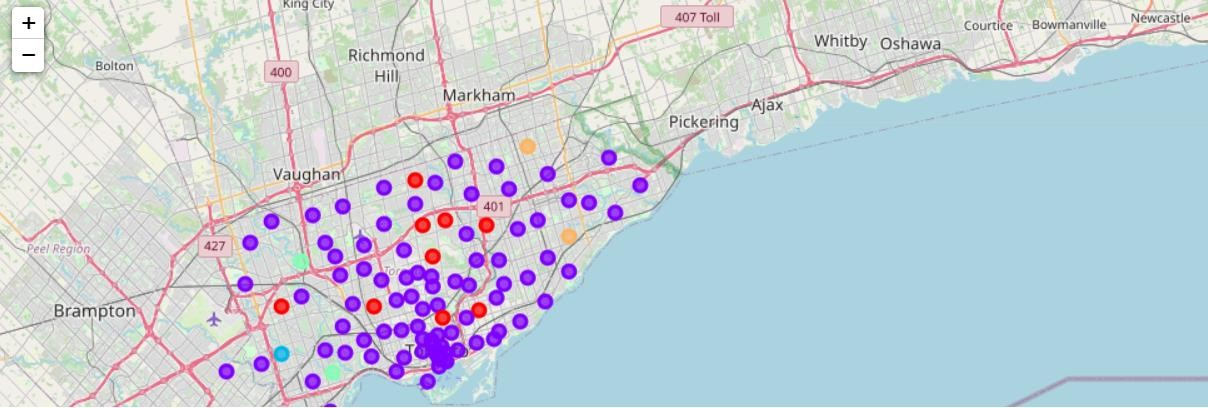 +
−
King City
407 Toll
Newcastle
Courtice
Bowmanville
Whitby
Oshawa
Richmond
Hill
Bolton
400
Markham
Ajax
Pickering
Vaughan
401
427
Peel Region
Brampton